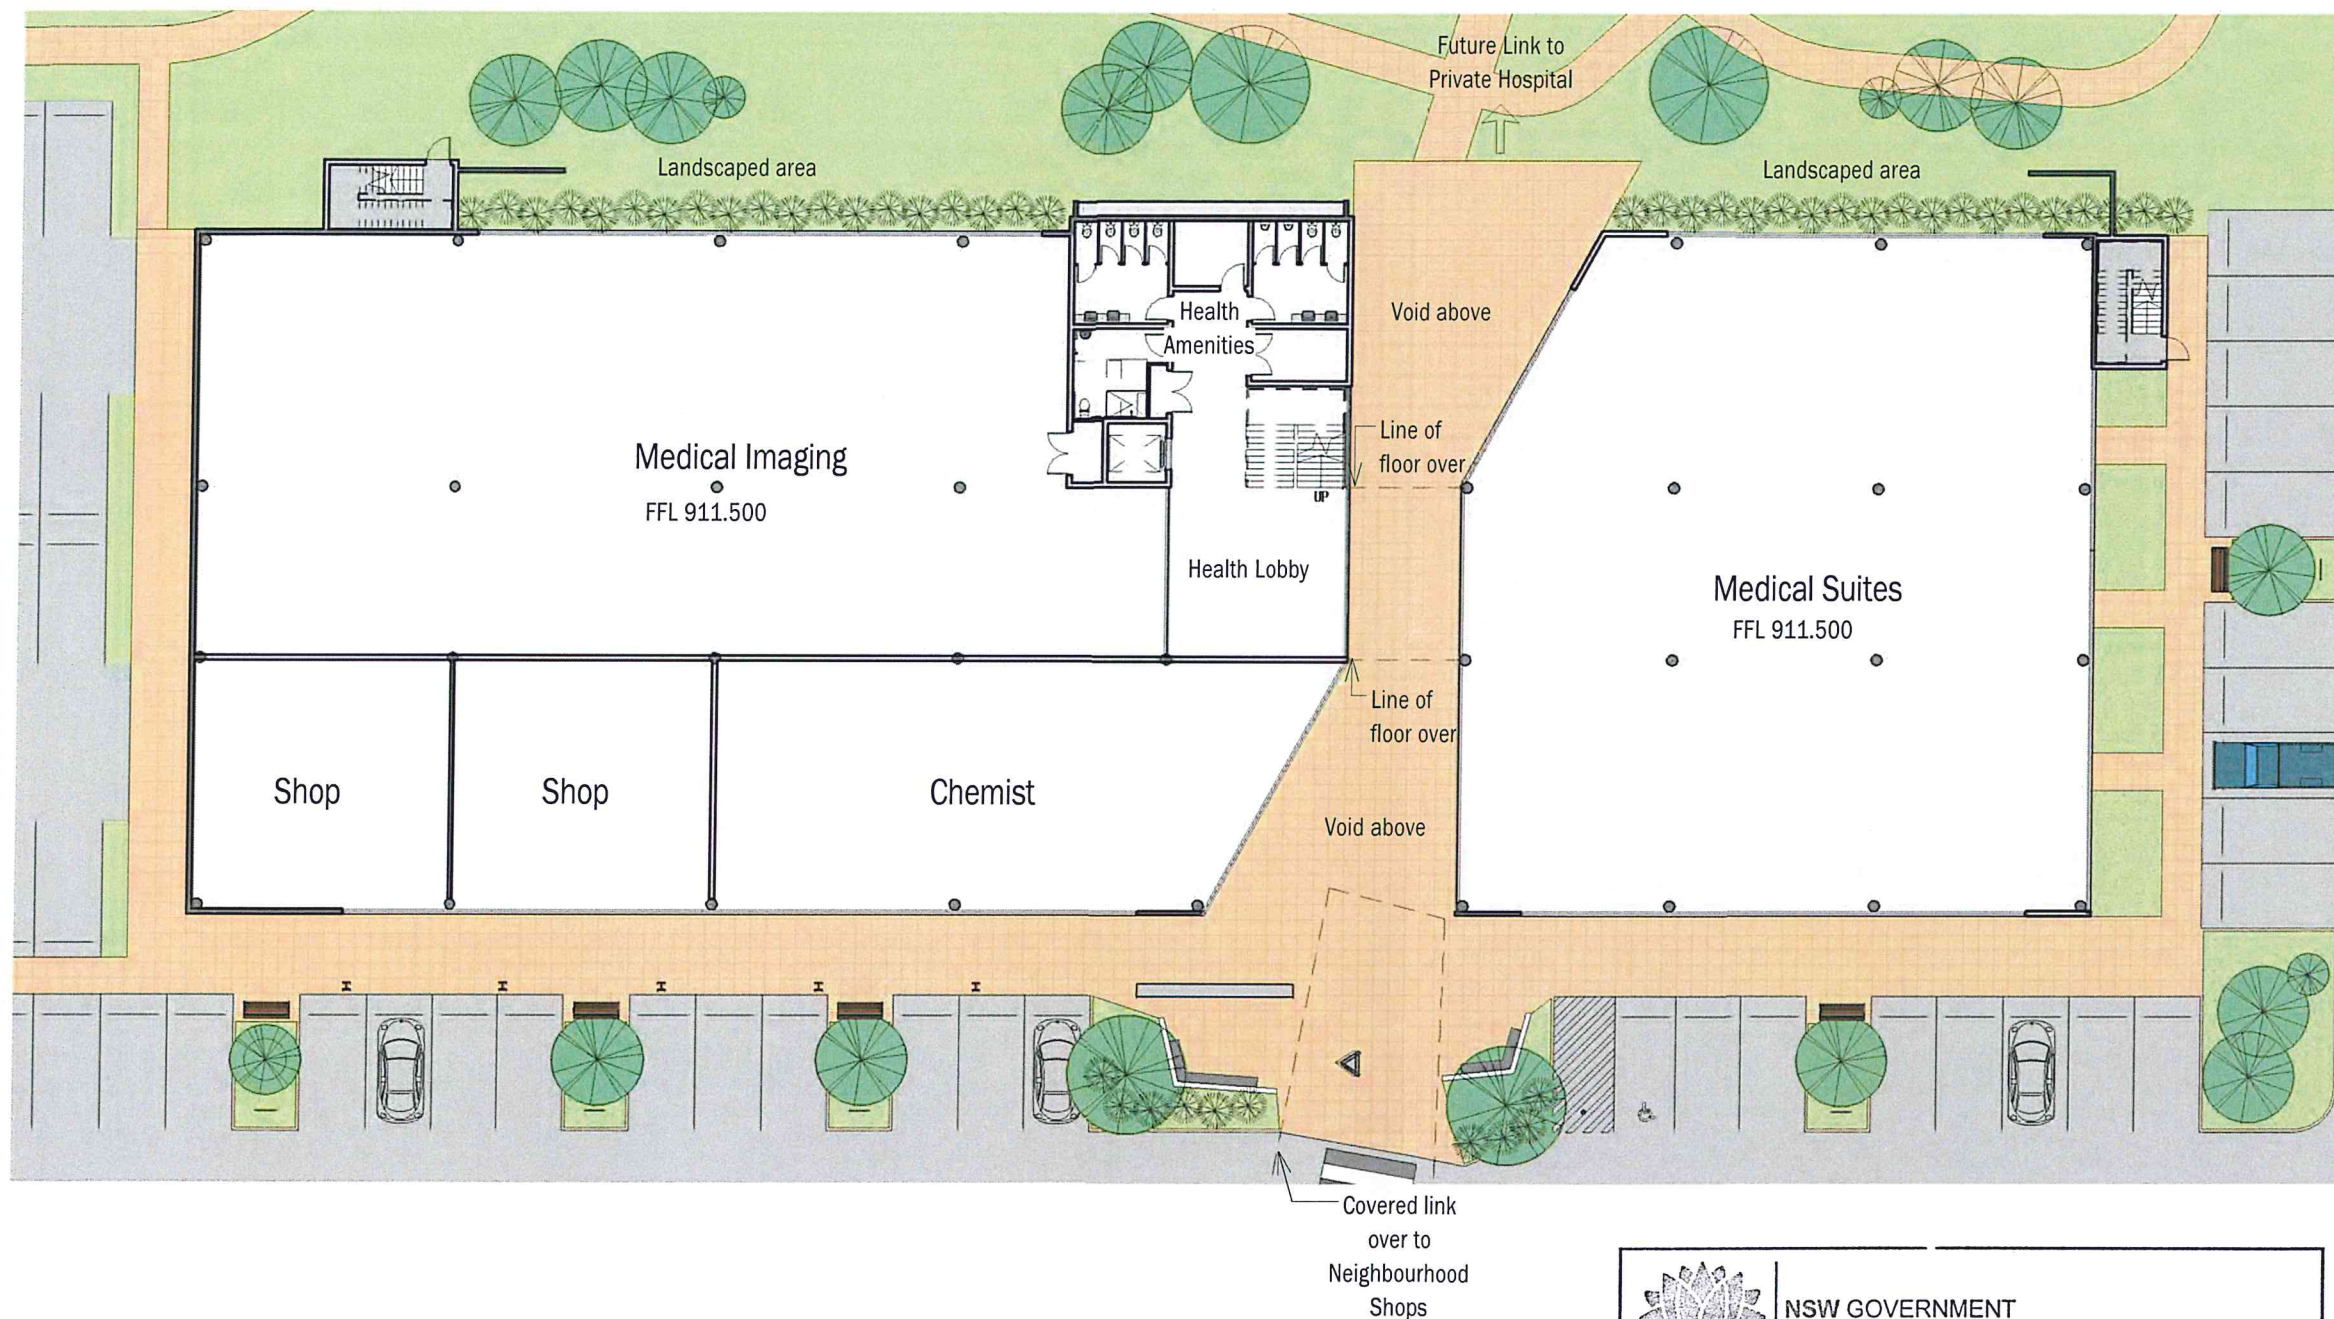 Future Link to
Private Hospital
Landscaped area
Landscaped area
Health
Amenities
Void above
Line of
floor over
UP
Medical Imaging
FFL 911.500
Health Lobby
Medical Suites
FFL 911.500
Line of
floor over
Shop
Shop
Chemist
Void above
H
H
H
H
H
Covered link
over to
Neighbourhood
Shops
NSW GOVERNMENT